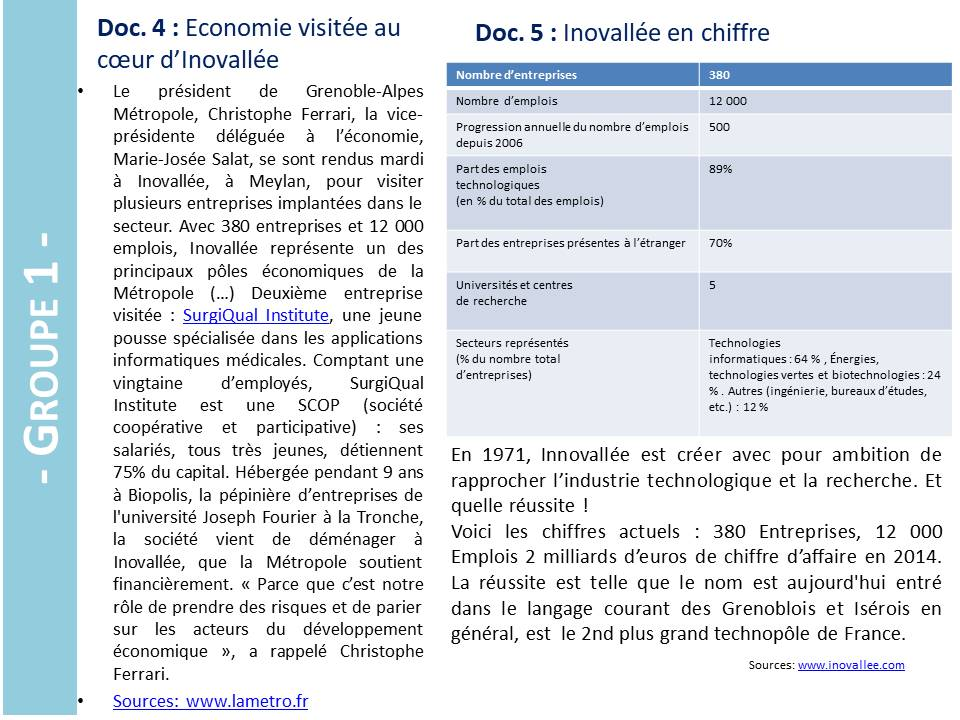 - GROUPE 1 -
Doc. 4 : Economie visitée au
cœur d’Inovallée
• Le président de Grenoble-Alpes
Métropole, Christophe Ferrari, la vice-
présidente déléguée à l’économie,
Marie-Josée Salat, se sont rendus mardi
à Inovallée, à Meylan, pour visiter
plusieurs entreprises implantées dans le
secteur. Avec 380 entreprises et 12 000
emplois, Inovallée représente un des
principaux pôles économiques de la
Métropole (…) Deuxième entreprise
visitée : SurgiQual Institute, une jeune
pousse spécialisée dans les applications
informatiques médicales. Comptant une
vingtaine d’employés, SurgiQual
Institute est une SCOP (société
coopérative et participative) : ses
salariés, tous très jeunes, détiennent
75% du capital. Hébergée pendant 9 ans
à Biopolis, la pépinière d’entreprises de
l'université Joseph Fourier à la Tronche,
la société vient de déménager à
Inovallée, que la Métropole soutient
financièrement. « Parce que c’est notre
rôle de prendre des risques et de parier
sur les acteurs du développement
économique », a rappelé Christophe
Ferrari.
• Sources: www.lametro.fr
Doc. 5 : Inovallée en chiffre
Nombre d’entreprises 380
Nombre d’emplois 12 000
Progression annuelle du nombre d’emplois 500
depuis 2006
Part des emplois 89%
technologiques
(en % du total des emplois)
Part des entreprises présentes à l’étranger 70%
Universités et centres 5
de recherche
Secteurs représentés Technologies
(% du nombre total informatiques : 64 % , Énergies,
d’entreprises) technologies vertes et biotechnologies : 24
% . Autres (ingénierie, bureaux d’études,
etc.) : 12 %
En 1971, Innovallée est créer avec pour ambition de
rapprocher l’industrie technologique et la recherche. Et
quelle réussite !
Voici les chiffres actuels : 380 Entreprises, 12 000
Emplois 2 milliards d’euros de chiffre d’affaire en 2014.
La réussite est telle que le nom est aujourd'hui entré
dans le langage courant des Grenoblois et Isérois en
général, est le 2nd plus grand technopôle de France.
Sources: www.inovallee.com